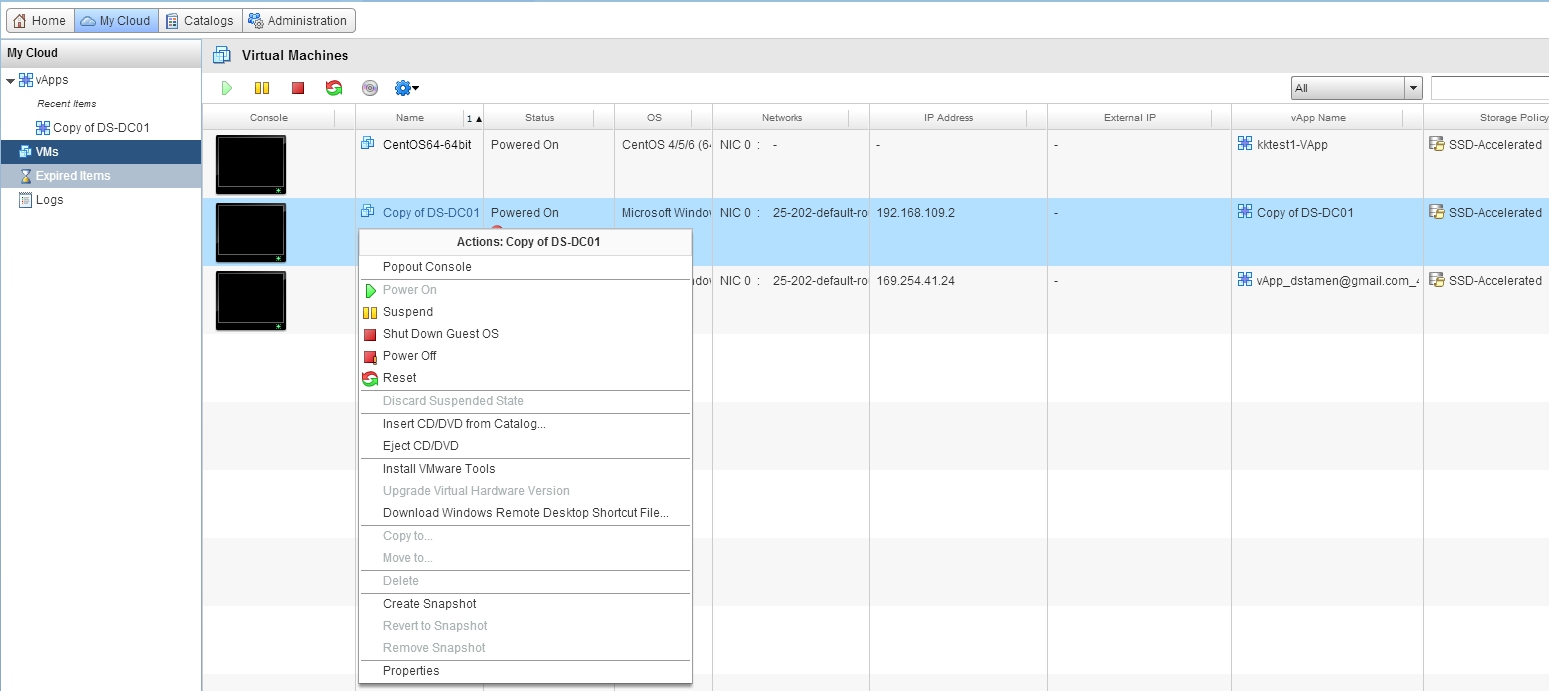 Home My Cloud Catalogs Administration
My Cloud
Virtual Machines
vApps
Recent Items
Copy of DS-DC01
VMs
Expired Items
Logs
All
Console Name 1 Status OS Networks IP Address External IP vApp Name Storage Policy
CentOS64-64bit Powered On CentOS 4/5/6 (64 NIC 0 : - - - kktest1-VApp SSD-Accelerated
Copy of DS-DC01 Powered On Microsoft Window NIC 0 : 25-202-default-ro 192.168.109.2 - Copy of DS-DC01 SSD-Accelerated
NIC 0 : 25-202-default-ro 169.254.41.24 - vApp_dstamen@gmail.com_ SSD-Accelerated
Actions: Copy of DS-DC01
Popout Console
Power On
Suspend
Shut Down Guest OS
Power Off
Reset
Discard Suspended State
Insert CD/DVD from Catalog...
Eject CD/DVD
Install VMware Tools
Upgrade Virtual Hardware Version
Download Windows Remote Desktop Shortcut File...
Copy to...
Move to...
Delete
Create Snapshot
Revert to Snapshot
Remove Snapshot
Properties